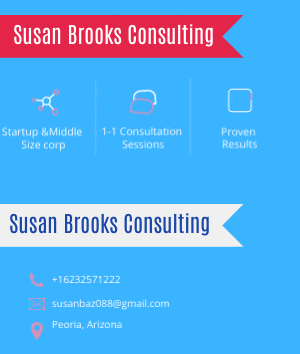 Susan Brooks Consulting
Startup &Middle
Size corp
1-1 Consultation
Sessions
Proven
Results
Susan Brooks Consulting
+16232571222
susanbaz088@gmail.com
Peoria, Arizona